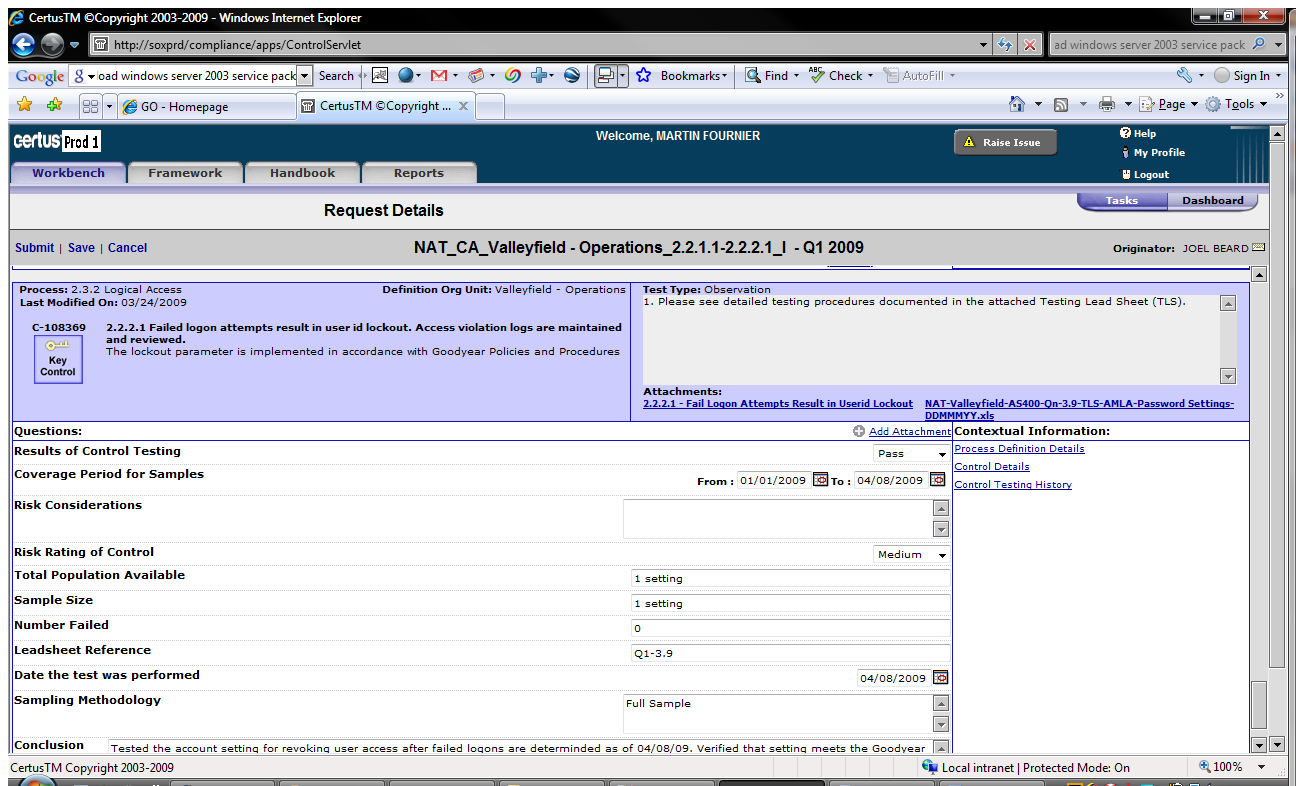 CertusTM ©Copyright 2003-2009 - Windows Internet Explorer
http://soxprd/compliance/apps/ControlServlet
ad windows server 2003 service pack
Google
oad windows server 2003 service pack Search Bookmarks Find Check AutoFill Sign In
GO - Homepage CertusTM ©Copyright ... Page Tools
certus Prod 1
Welcome, MARTIN FOURNIER
Raise Issue
Help
My Profile
Logout
Workbench Framework Handbook Reports
Tasks Dashboard
Request Details
Submit | Save | Cancel
NAT_CA_Valleyfield - Operations_2.2.1.1-2.2.2.1_I - Q1 2009
Originator: JOEL BEARD
Process: 2.3.2 Logical Access Definition Org Unit: Valleyfield - Operations
Last Modified On: 03/24/2009
C-108369
Key
Control
2.2.2.1 Failed logon attempts result in user id lockout. Access violation logs are maintained
and reviewed.
The lockout parameter is implemented in accordance with Goodyear Policies and Procedures
Test Type: Observation
1. Please see detailed testing procedures documented in the attached Testing Lead Sheet (TLS).
Attachments:
2.2.2.1 - Fail Logon Attempts Result in Userid Lockout
NAT-Valleyfield-AS400-Qn-3.9-TLS-AMLA-Password Settings-
DDMMMYY.xls
Questions: Add Attachment
Contextual Information:
Process Definition Details
Control Details
Control Testing History
Results of Control Testing Pass
Coverage Period for Samples From : 01/01/2009 To : 04/08/2009
Risk Considerations
Risk Rating of Control Medium
Total Population Available 1 setting
Sample Size 1 setting
Number Failed 0
Leadsheet Reference Q1-3.9
Date the test was performed 04/08/2009
Sampling Methodology Full Sample
Conclusion Tested the account setting for revoking user access after failed logons are determinded as of 04/08/09. Verified that setting meets the Goodyear
CertusTM Copyright 2003-2009
Local intranet | Protected Mode: On
100%